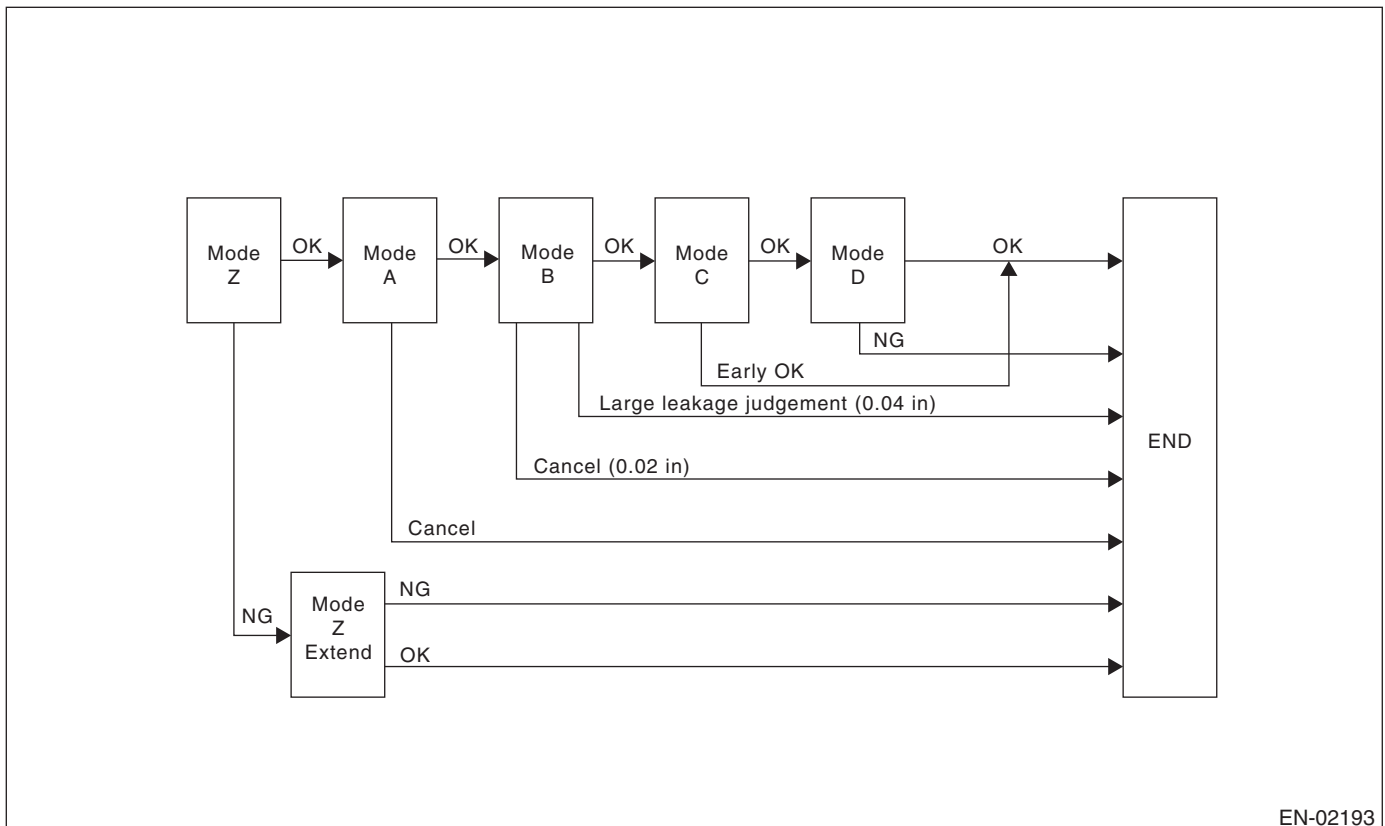 Mode
Z
OK
Mode
A
OK
Mode
B
OK
Mode
C
OK
Mode
D
OK
NG
Early OK
Large leakage judgement (0.04 in)
END
Cancel (0.02 in)
Cancel
NG
Mode
Z
Extend
NG
OK
EN-02193